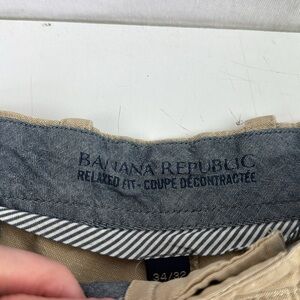 BANANA REPUBLIC
RELAXED FIT - COUPE DÉCONTRACTÉE
34/32